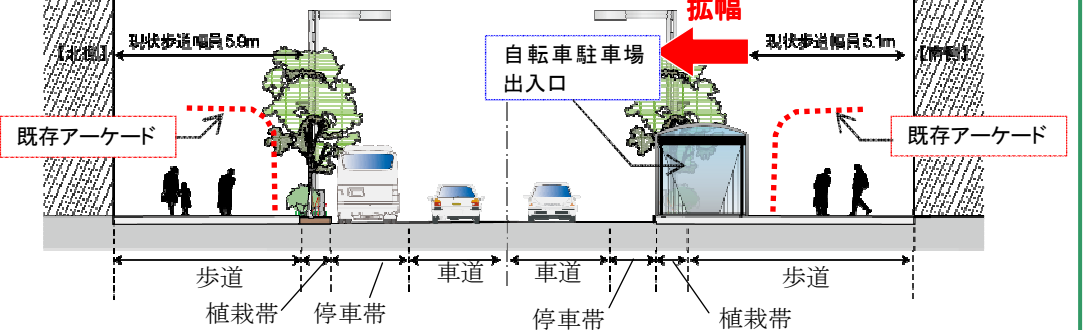 拡幅
現状歩道幅員5.9m
現状歩道幅員5.1m
【北側】
【南側】
自転車駐車場
出入口
既存アーケード
既存アーケード
歩道
車道
車道
歩道
植栽帯
停車帯
停車帯
植栽帯